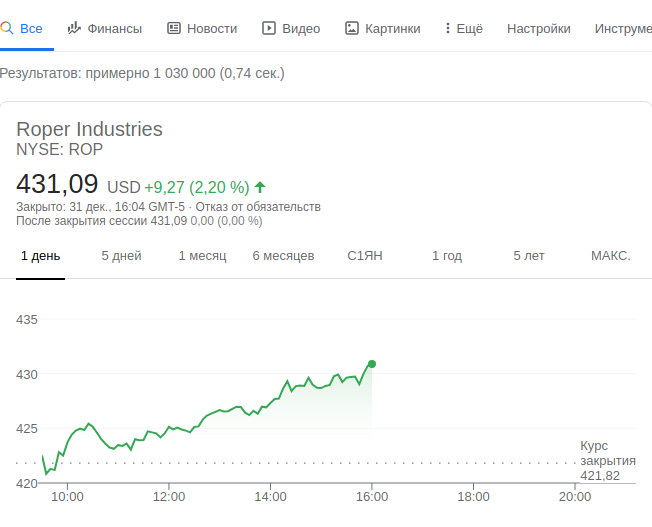 Все Финансы Новости Видео Картинки Ещё Настройки Инструме
Результатов: примерно 1 030 000 (0,74 сек.)
Roper Industries
NYSE: ROP
431,09 USD +9,27 (2,20 %)
Закрыто: 31 дек., 16:04 GMT-5 · Отказ от обязательств
После закрытия сессии 431,09 0,00 (0,00 %)
1 день 5 дней 1 месяц 6 месяцев С1ЯН 1 год 5 лет МАКС.
435
430
425
Курс
закрытия
421,82
420
10:00 12:00 14:00 16:00 18:00 20:00